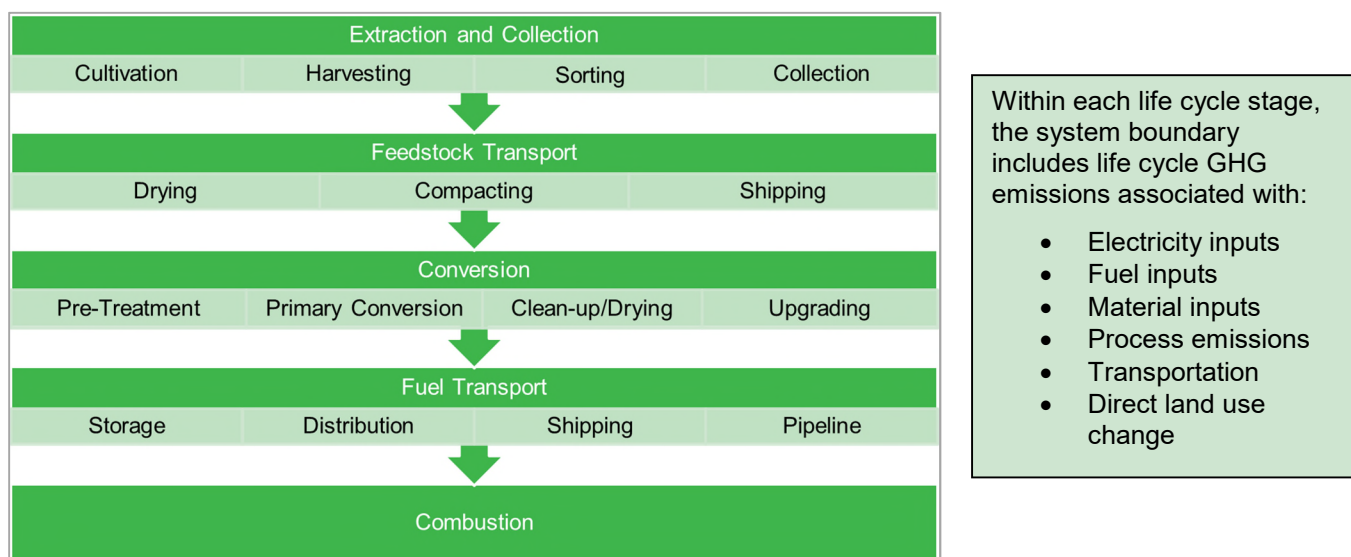 Extraction and Collection
Cultivation Harvesting Sorting Collection
Feedstock Transport
Drying Compacting Shipping
Conversion
Pre-Treatment Primary Conversion Clean-up/Drying Upgrading
Fuel Transport
Storage Distribution Shipping Pipeline
Combustion
Within each life cycle stage,
the system boundary
includes life cycle GHG
emissions associated with:
• Electricity inputs
• Fuel inputs
• Material inputs
• Process emissions
• Transportation
• Direct land use
change